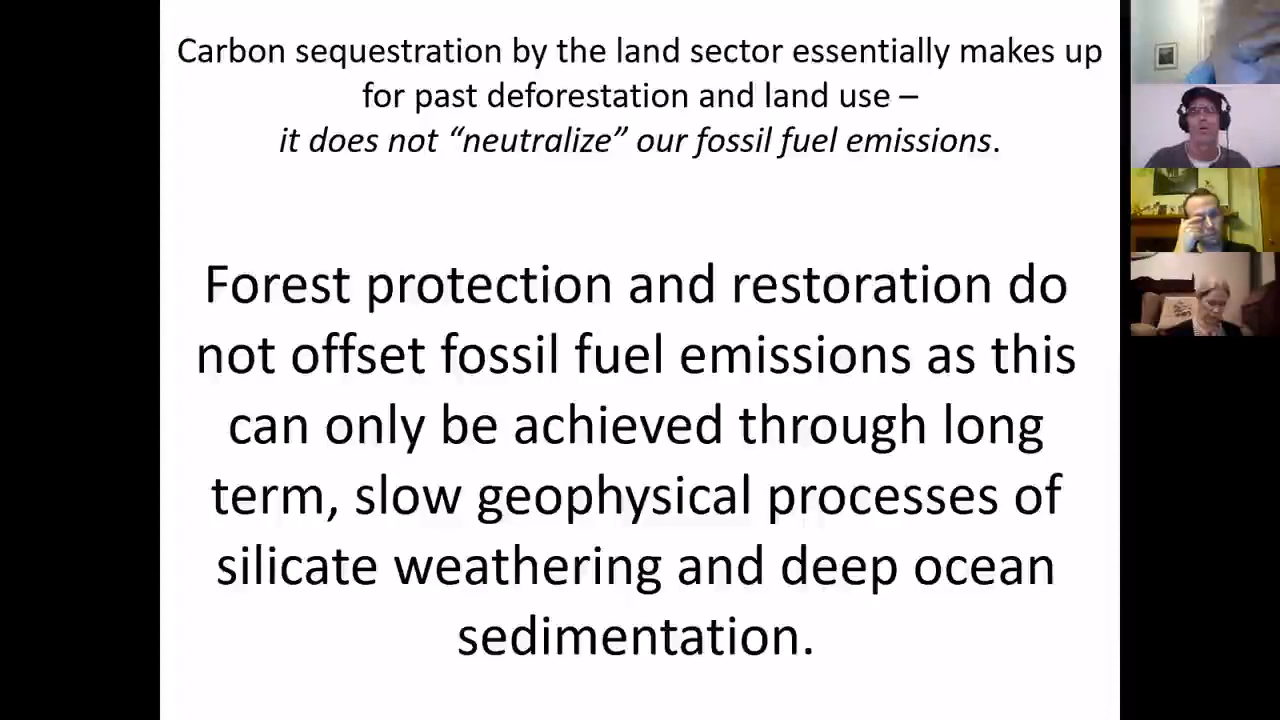 Carbon sequestration by the land sector essentially makes up
for past deforestation and land use –
it does not “neutralize” our fossil fuel emissions.
Forest protection and restoration do
not offset fossil fuel emissions as this
can only be achieved through long
term, slow geophysical processes of
silicate weathering and deep ocean
sedimentation.